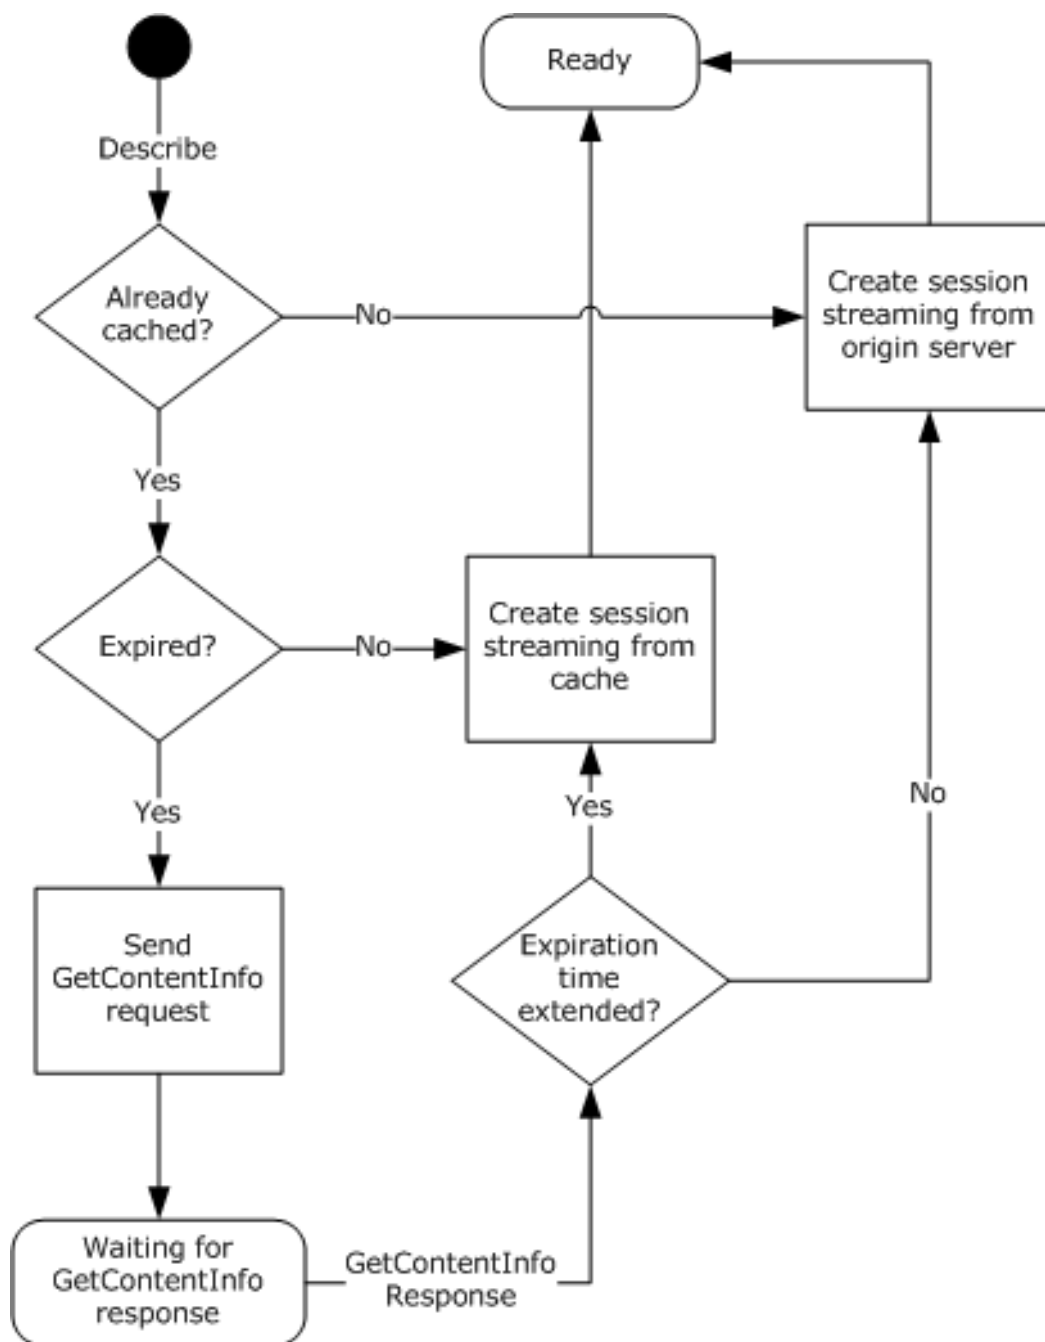 Ready
Describe
Already
cached?
No
Create session
streaming from
origin server
Yes
Expired?
No
Create session
streaming from
cache
Yes
Yes
No
Send
GetContentInfo
request
Expiration
time
extended?
Waiting for
GetContentInfo
response
GetContentInfo
Response